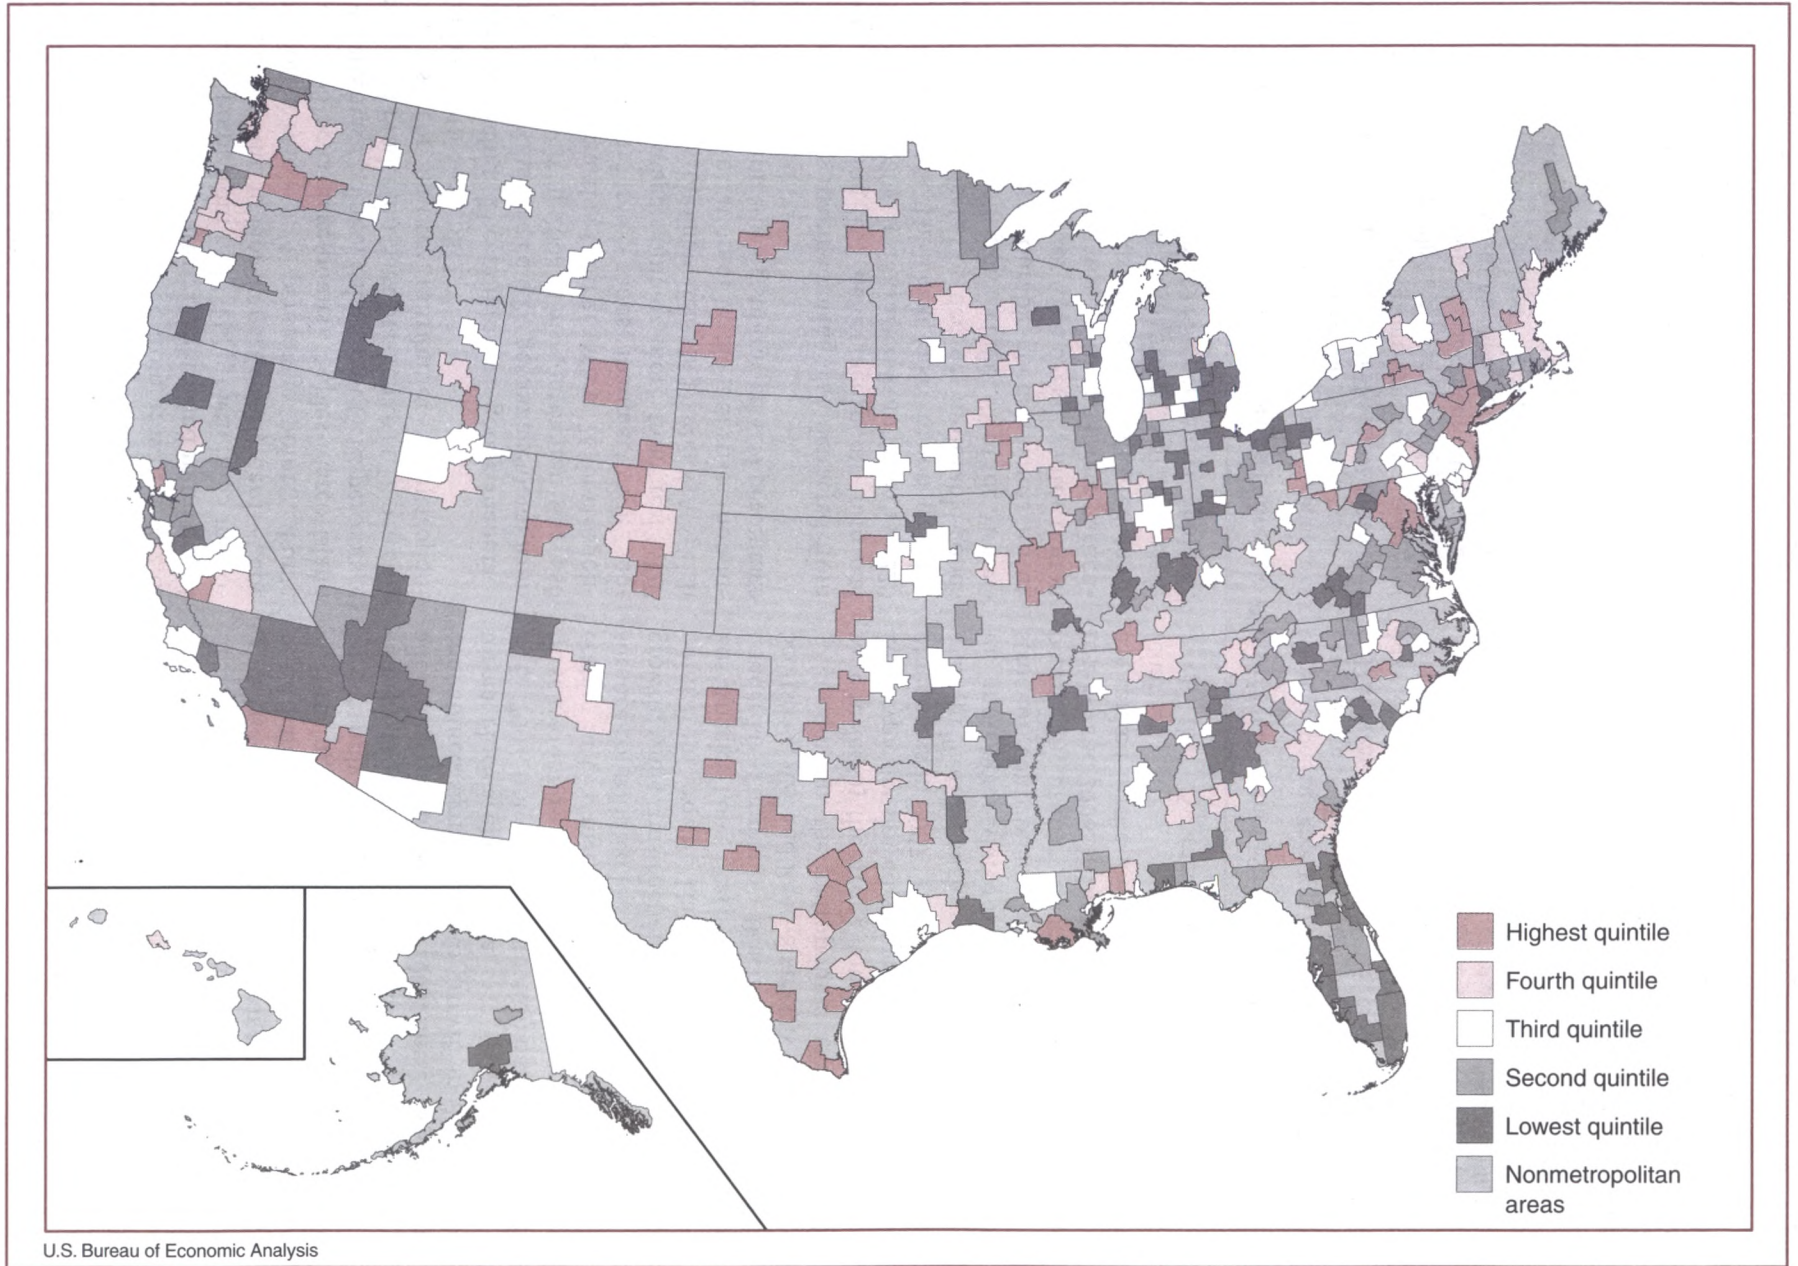 Highest quintile
Fourth quintile
Third quintile
Second quintile
Lowest quintile
Nonmetropolitan
areas
U.S. Bureau of Economic Analysis